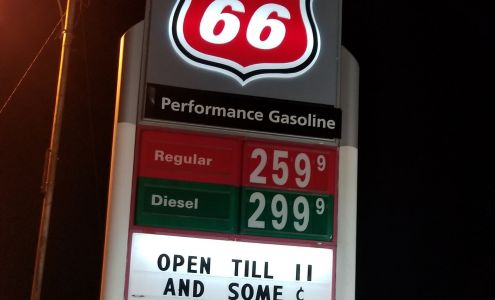 66
Performance Gasoline
Regular 259 9
Diesel 299 9
OPEN TILL 11
AND SOME ¢